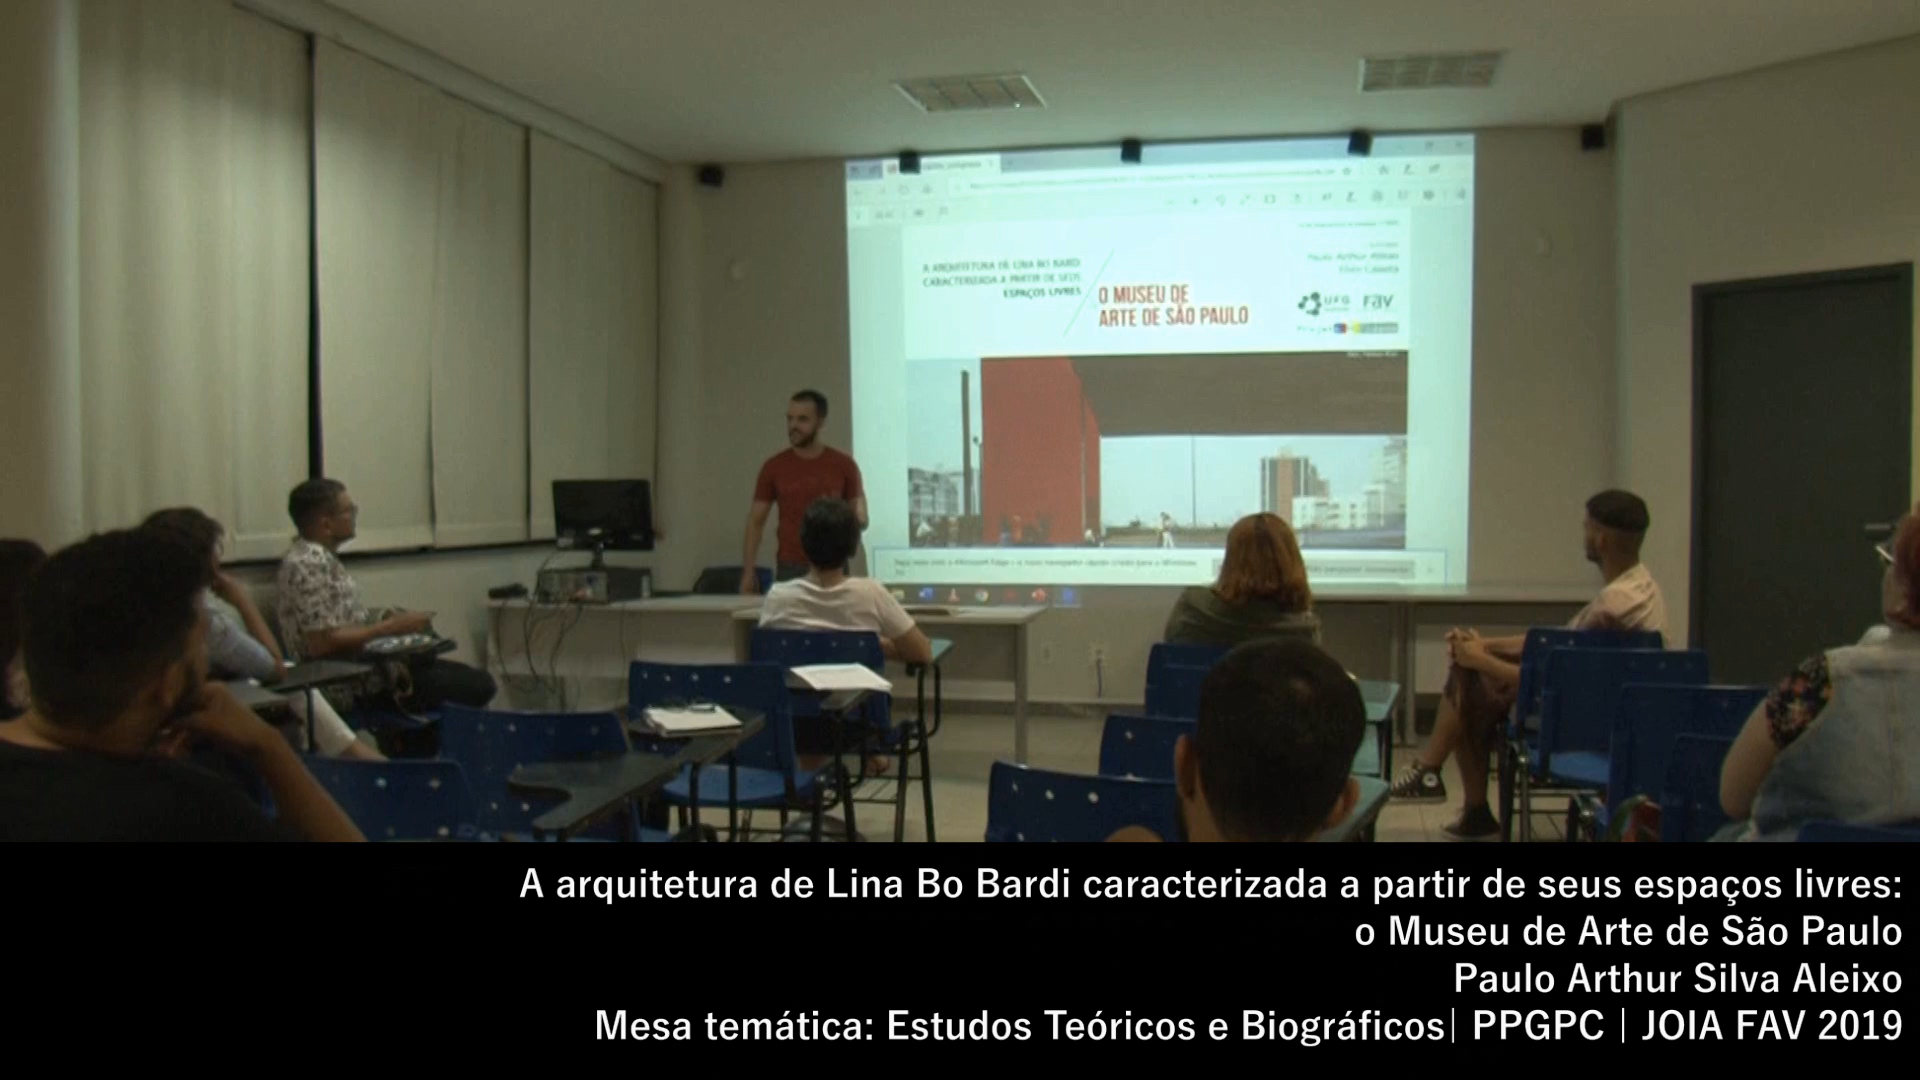 A ARQUITETURA DE LINA BO BARDI
CARACTERIZADA A PARTIR DE SEUS
ESPAÇOS LIVRES
O MUSEU DE
ARTE DE SÃO PAULO
UFG FAV
A arquitetura de Lina Bo Bardi caracterizada a partir de seus espaços livres:
o Museu de Arte de São Paulo
Paulo Arthur Silva Aleixo
Mesa temática: Estudos Teóricos e Biográficos| PPGPC | JOIA FAV 2019